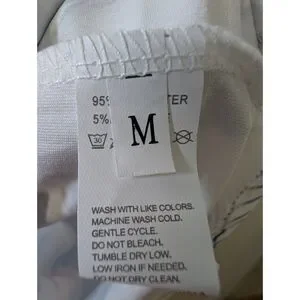 95%
5%
30
M
WASH WITH LIKE COLORS.
MACHINE WASH COLD.
GENTLE CYCLE.
DO NOT BLEACH.
TUMBLE DRY LOW.
LOW IRON IF NEEDED.
DO NOT DRY CLEAN.